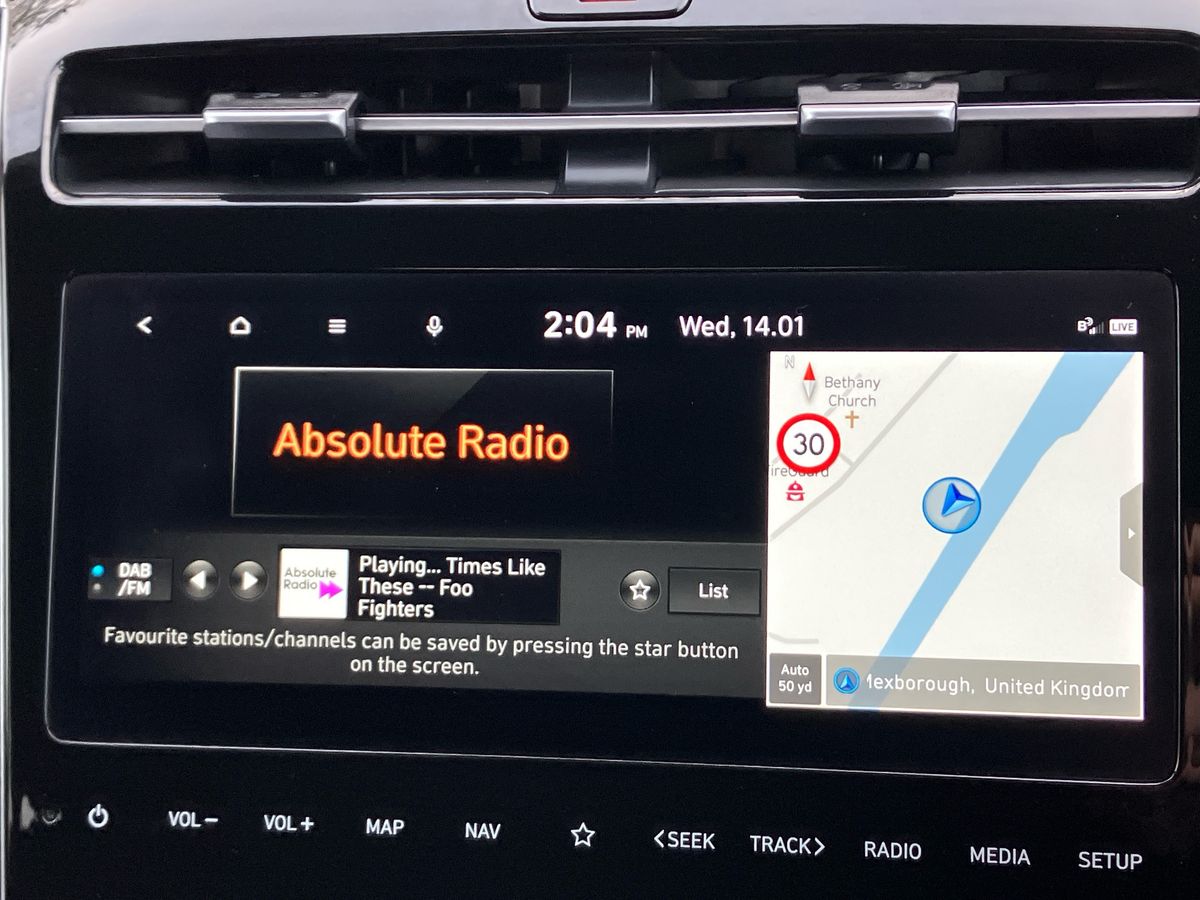 2:04 PM Wed, 14.01
LIVE
Absolute Radio
N
Bethany
Church
30
DAB
/FM
Absolute
Radio
Playing... Times Like
These -- Foo
Fighters
List
Favourite stations/channels can be saved by pressing the star button
on the screen.
Auto
50 yd
exborough, United Kingdom
VOL− VOL+ MAP NAV <SEEK TRACK> RADIO MEDIA SETUP